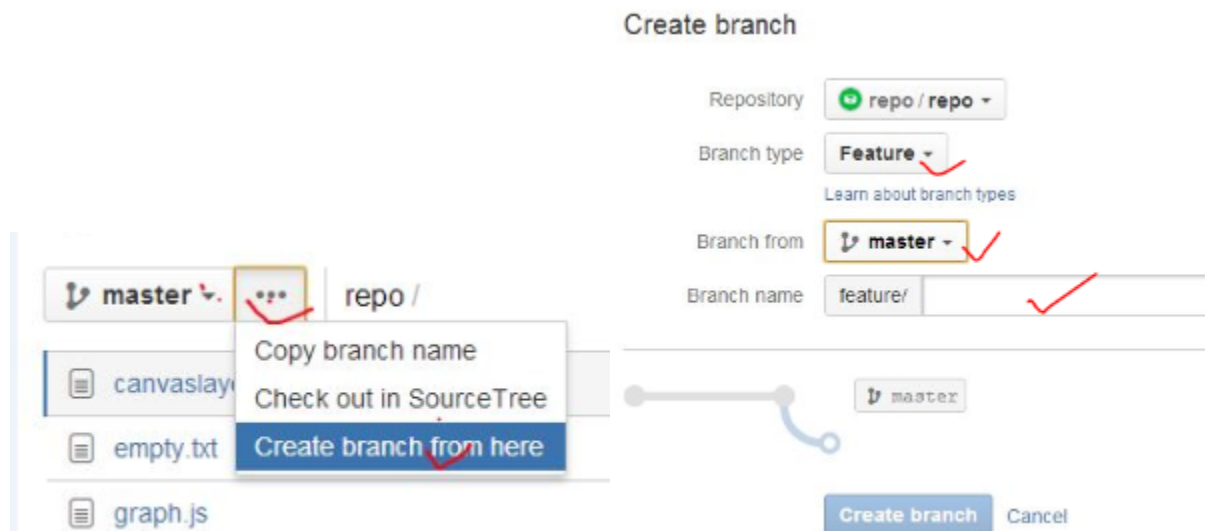 master
repo /
Copy branch name
Check out in SourceTree
Create branch from here
empty.txt
graph.js
Create branch
Repository repo / repo
Branch type Feature
Learn about branch types
Branch from master
Branch name feature/
master
Create branch Cancel